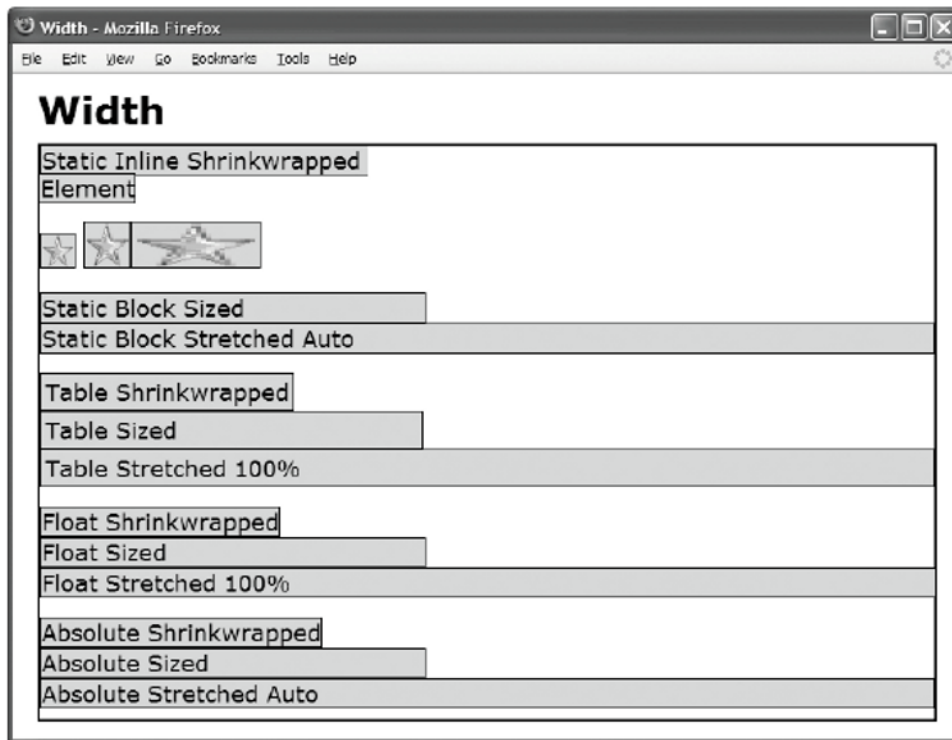 Width - Mozilla Firefox
File Edit View Go Bookmarks Tools Help
Width
Static Inline Shrinkwrapped
Element
Static Block Sized
Static Block Stretched Auto
Table Shrinkwrapped
Table Sized
Table Stretched 100%
Float Shrinkwrapped
Float Sized
Float Stretched 100%
Absolute Shrinkwrapped
Absolute Sized
Absolute Stretched Auto